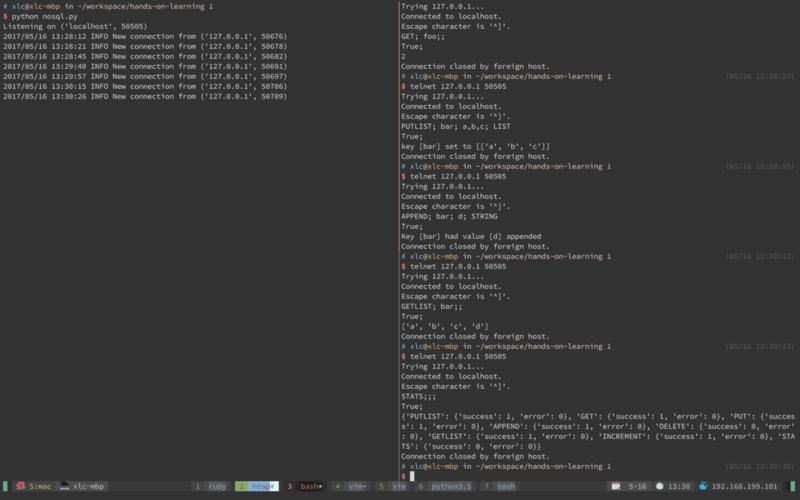 # xlc@xlc-mbp in ~/workspace/hands-on-learning 1
$ python nosql.py
Listening on ('localhost', 50505)
2017/05/16 13:28:12 INFO New connection from ('127.0.0.1', 50676)
2017/05/16 13:28:21 INFO New connection from ('127.0.0.1', 50678)
2017/05/16 13:28:45 INFO New connection from ('127.0.0.1', 50682)
2017/05/16 13:29:40 INFO New connection from ('127.0.0.1', 50691)
2017/05/16 13:29:57 INFO New connection from ('127.0.0.1', 50697)
2017/05/16 13:30:15 INFO New connection from ('127.0.0.1', 50706)
2017/05/16 13:30:26 INFO New connection from ('127.0.0.1', 50709)
Trying 127.0.0.1...
Connected to localhost.
Escape character is '^]'.
GET; foo;;
True;
2
Connection closed by foreign host.
# xlc@xlc-mbp in ~/workspace/hands-on-learning 1 (05/16 13:28:57)
$ telnet 127.0.0.1 50505
Trying 127.0.0.1...
Connected to localhost.
Escape character is '^]'.
PUTLIST; bar; a,b,c; LIST
True;
key [bar] set to [['a', 'b', 'c']]
Connection closed by foreign host.
# xlc@xlc-mbp in ~/workspace/hands-on-learning 1 (05/16 13:29:55)
$ telnet 127.0.0.1 50505
Trying 127.0.0.1...
Connected to localhost.
Escape character is '^]'.
APPEND; bar; d; STRING
True;
Key [bar] had value [d] appended
Connection closed by foreign host.
# xlc@xlc-mbp in ~/workspace/hands-on-learning 1 (05/16 13:30:12)
$ telnet 127.0.0.1 50505
Trying 127.0.0.1...
Connected to localhost.
Escape character is '^]'.
GETLIST; bar;;
True;
['a', 'b', 'c', 'd']
Connection closed by foreign host.
# xlc@xlc-mbp in ~/workspace/hands-on-learning 1 (05/16 13:30:23)
$ telnet 127.0.0.1 50505
Trying 127.0.0.1...
Connected to localhost.
Escape character is '^]'.
STATS;;;
True;
{'PUTLIST': {'success': 1, 'error': 0}, 'GET': {'success': 1, 'error': 0}, 'PUT': {'succes
s': 1, 'error': 0}, 'APPEND': {'success': 1, 'error': 0}, 'DELETE': {'success': 0, 'error'
: 0}, 'GETLIST': {'success': 1, 'error': 0}, 'INCREMENT': {'success': 1, 'error': 0}, 'STA
TS': {'success': 0, 'error': 0}}
Connection closed by foreign host.
# xlc@xlc-mbp in ~/workspace/hands-on-learning 1 (05/16 13:30:30)
$
S:mac xlc-mbp 1 ruby 2 htop# 3 bash* 4 vim- 5 vim 6 python3.5 7 bash 5-16 13:30 192.168.199.181